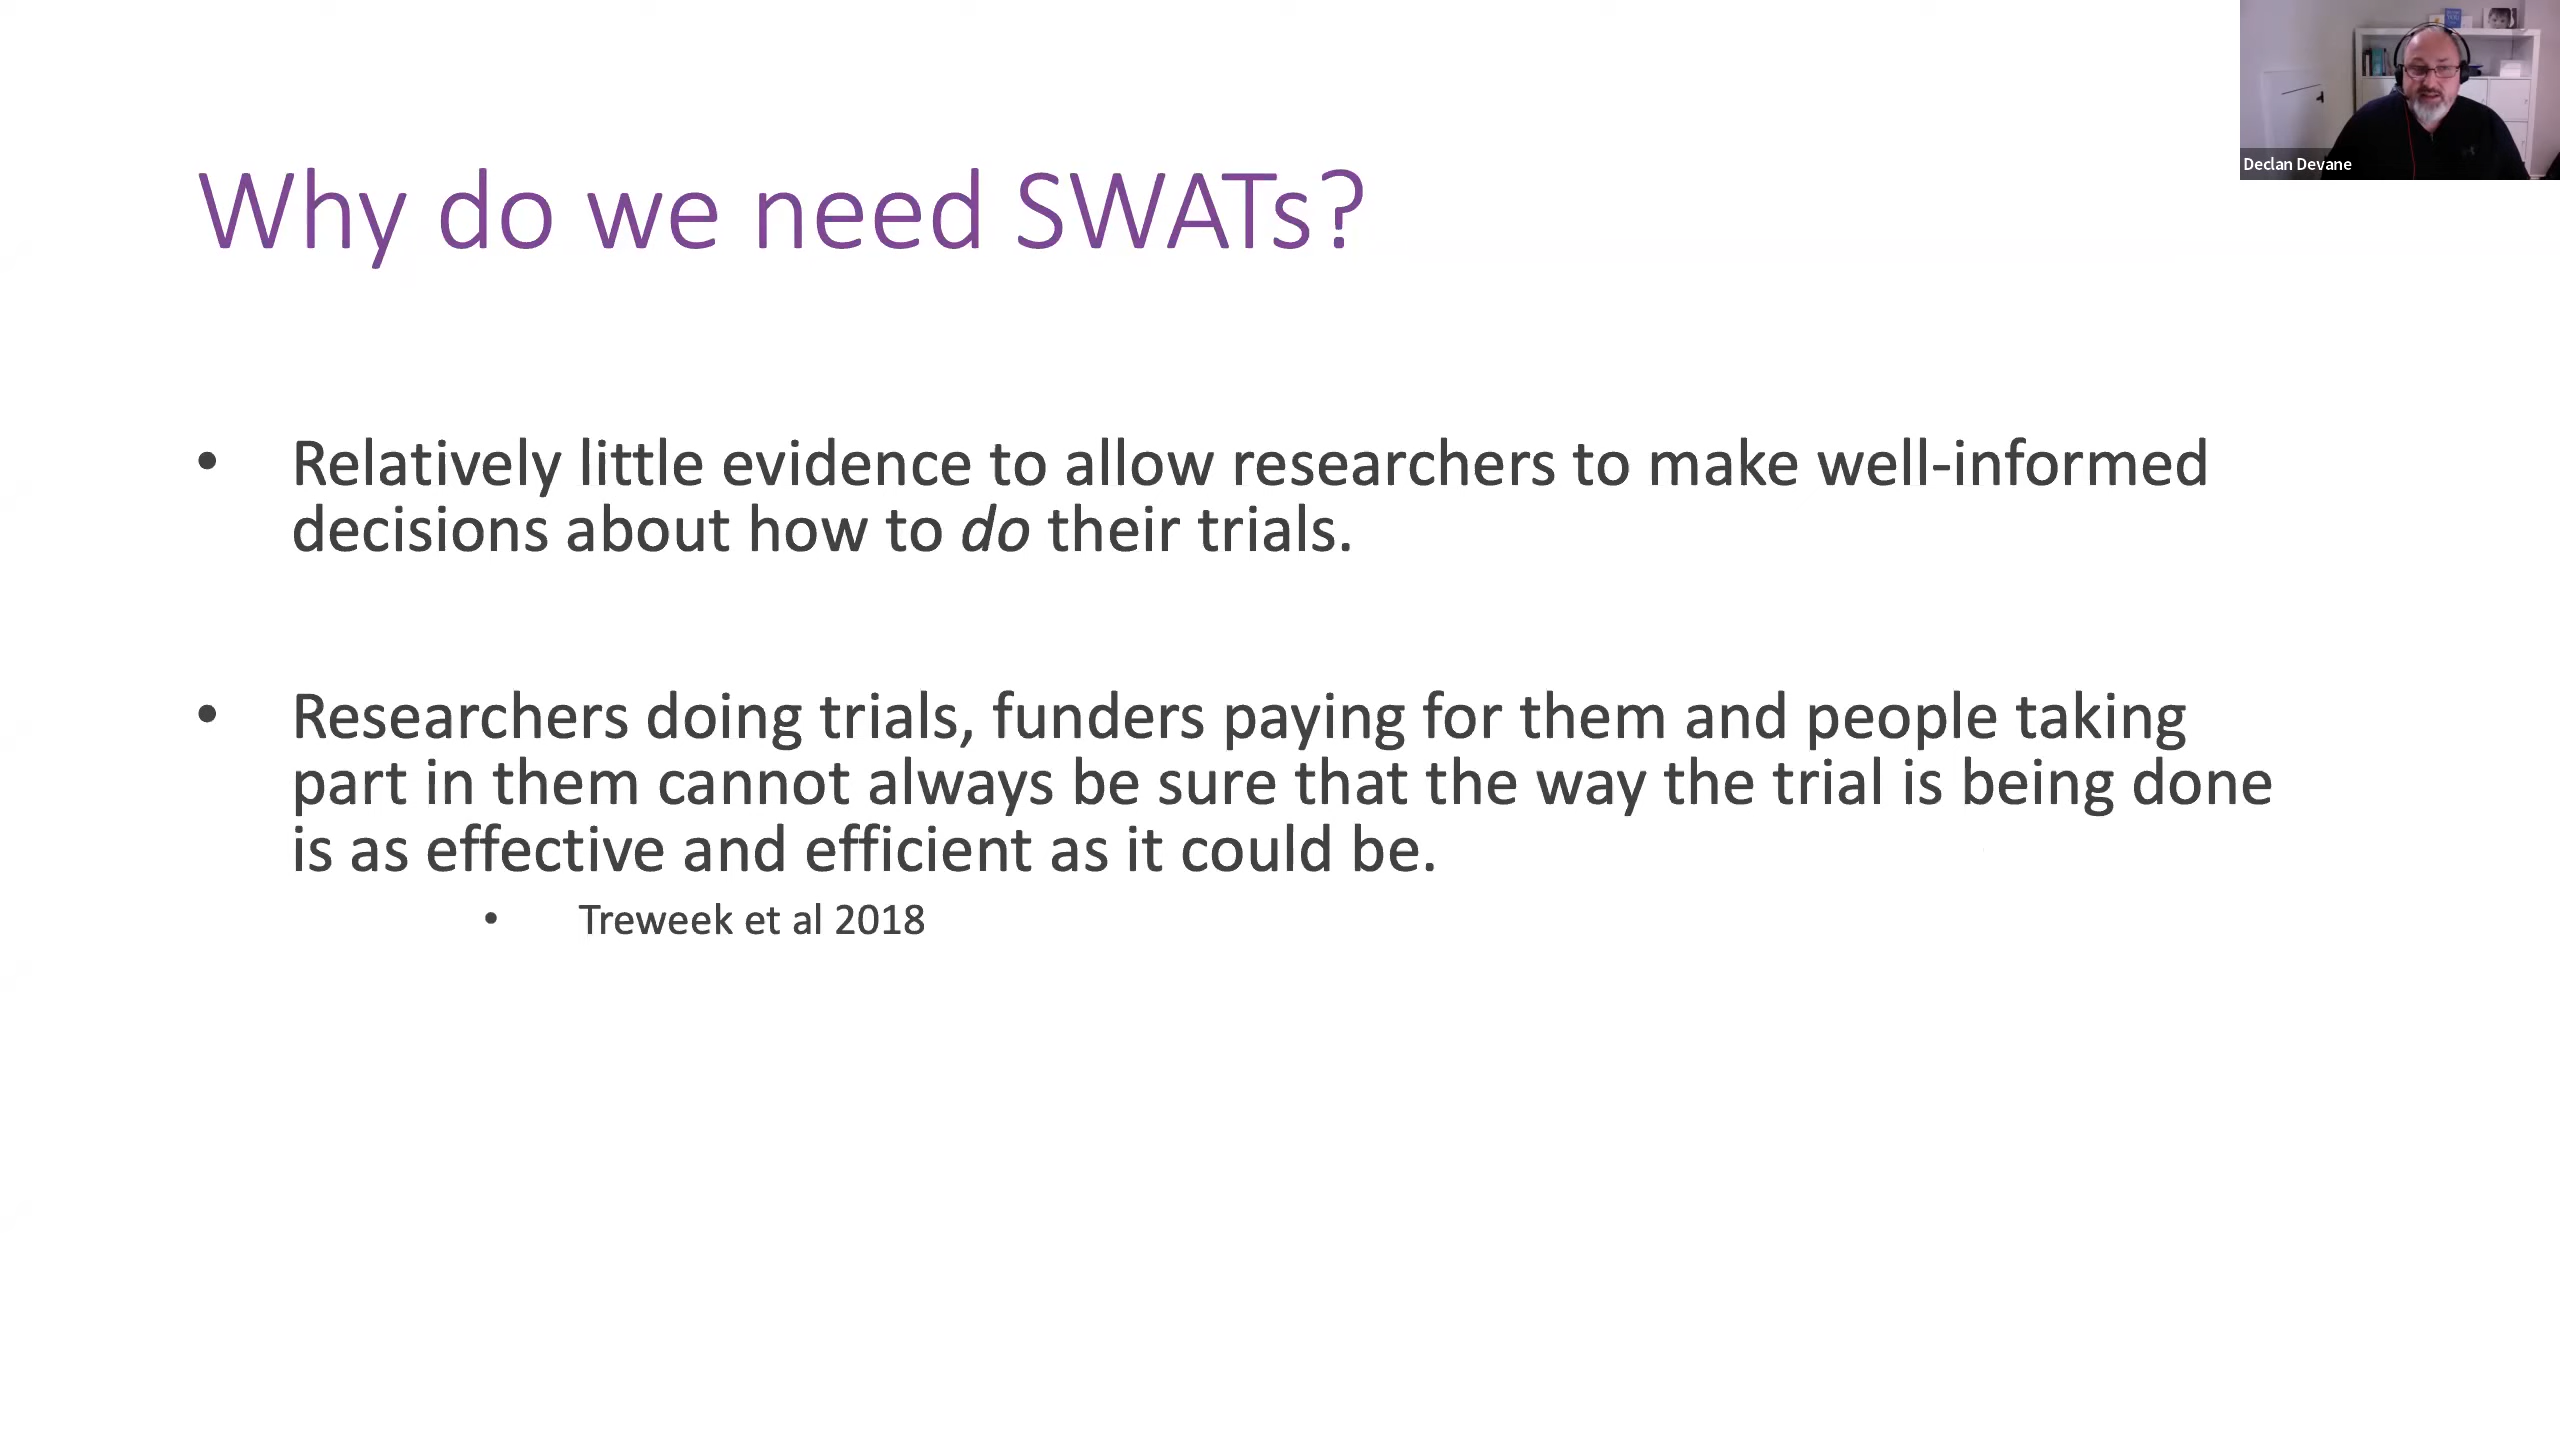 Declan Devane
Why do we need SWATs?
• Relatively little evidence to allow researchers to make well-informed
decisions about how to do their trials.
• Researchers doing trials, funders paying for them and people taking
part in them cannot always be sure that the way the trial is being done
is as effective and efficient as it could be.
• Treweek et al 2018